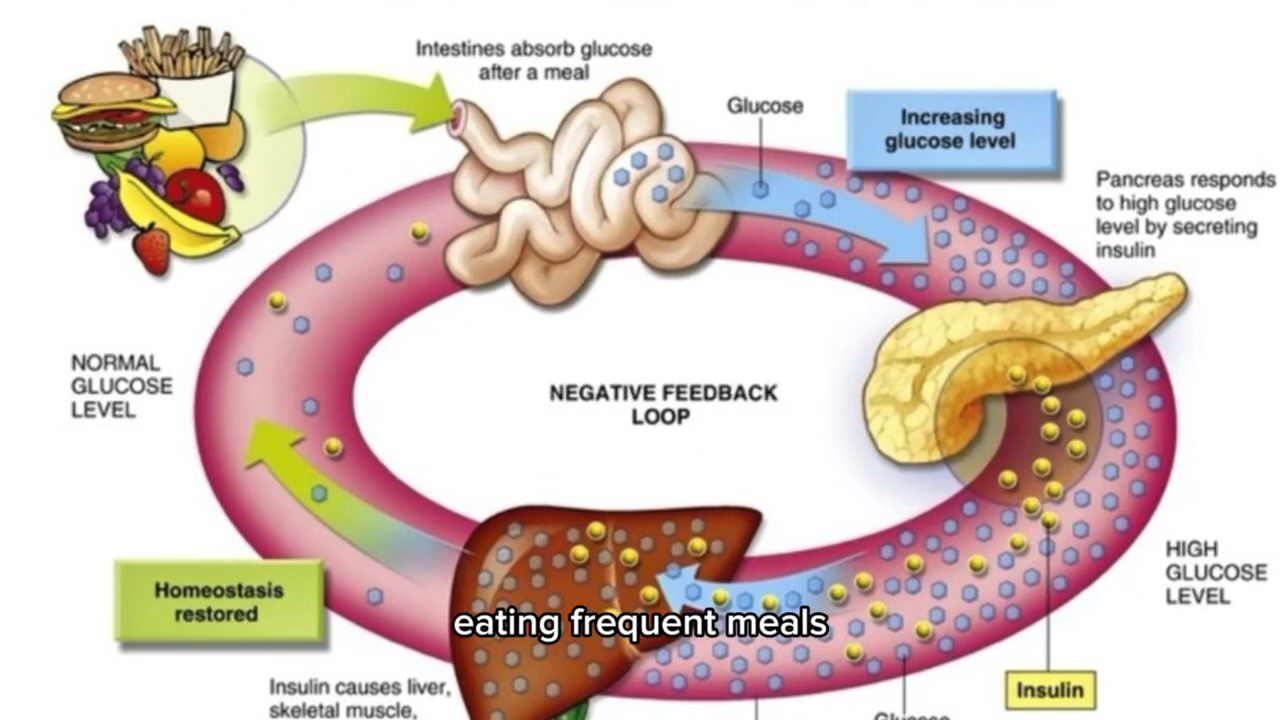 Intestines absorb glucose
after a meal
Glucose
Increasing
glucose level
Pancreas responds
to high glucose
level by secreting
insulin
NORMAL
GLUCOSE
LEVEL
NEGATIVE FEEDBACK
LOOP
HIGH
GLUCOSE
LEVEL
Homeostasis
restored
eating frequent meals
Insulin
Insulin causes liver,
skeletal muscle,
Glucose